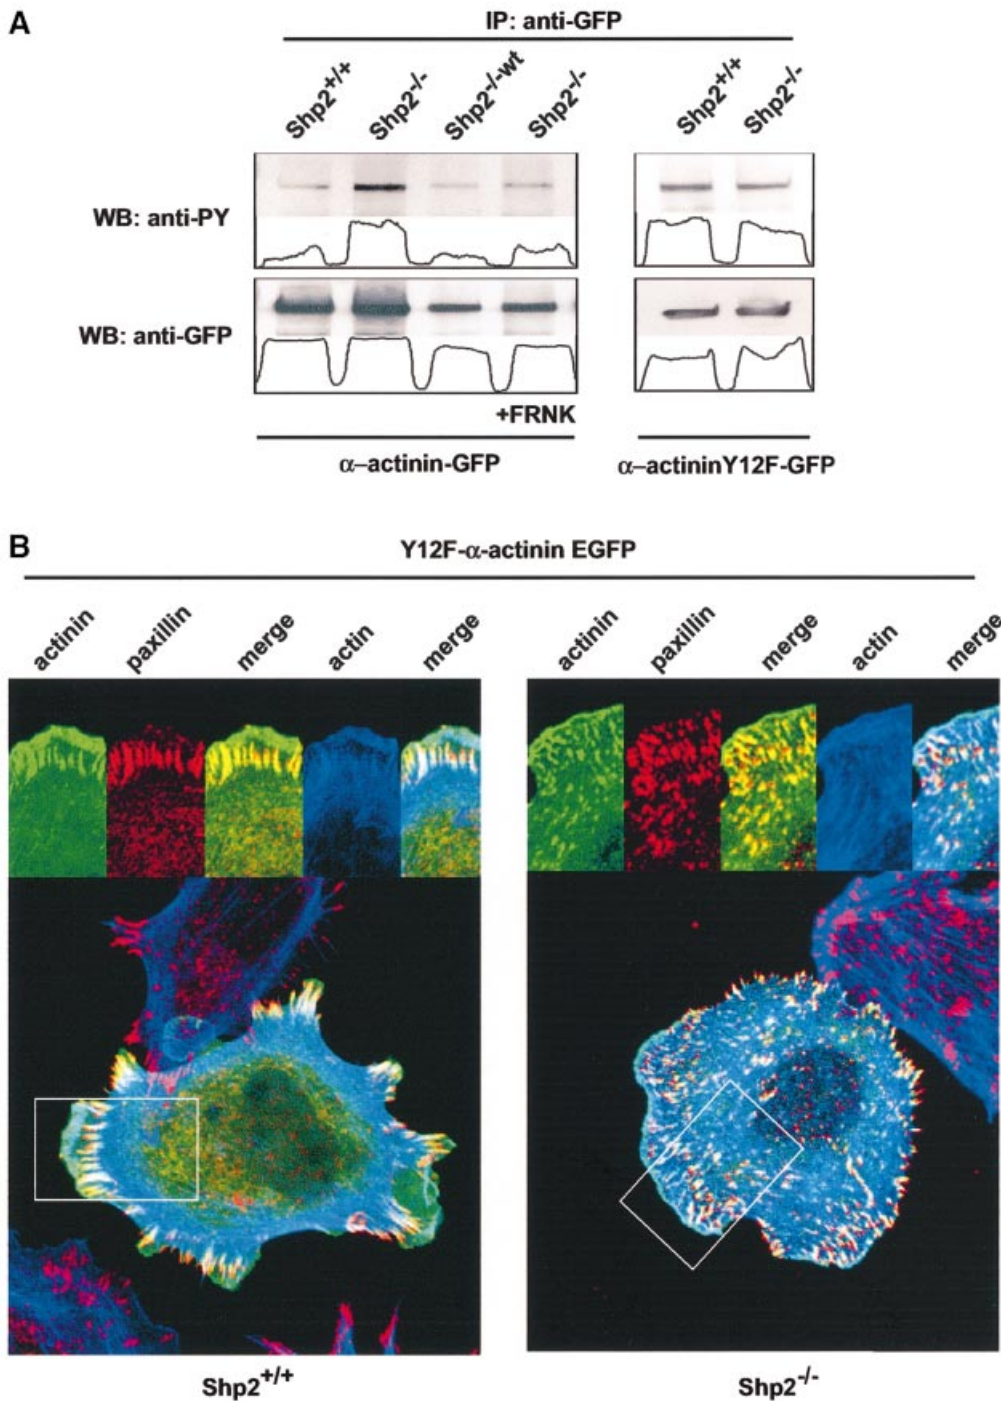 A
IP: anti-GFP
Shp2+/+
Shp2-/-
Shp2-/-wt
Shp2-/-
Shp2+/+
Shp2-/-
WB: anti-PY
WB: anti-GFP
+FRNK
α–actinin-GFP
α–actininY12F-GFP
B
Y12F-α-actinin EGFP
actinin
paxillin
merge
actin
merge
actinin
paxillin
merge
actin
merge
Shp2+/+
Shp2-/-